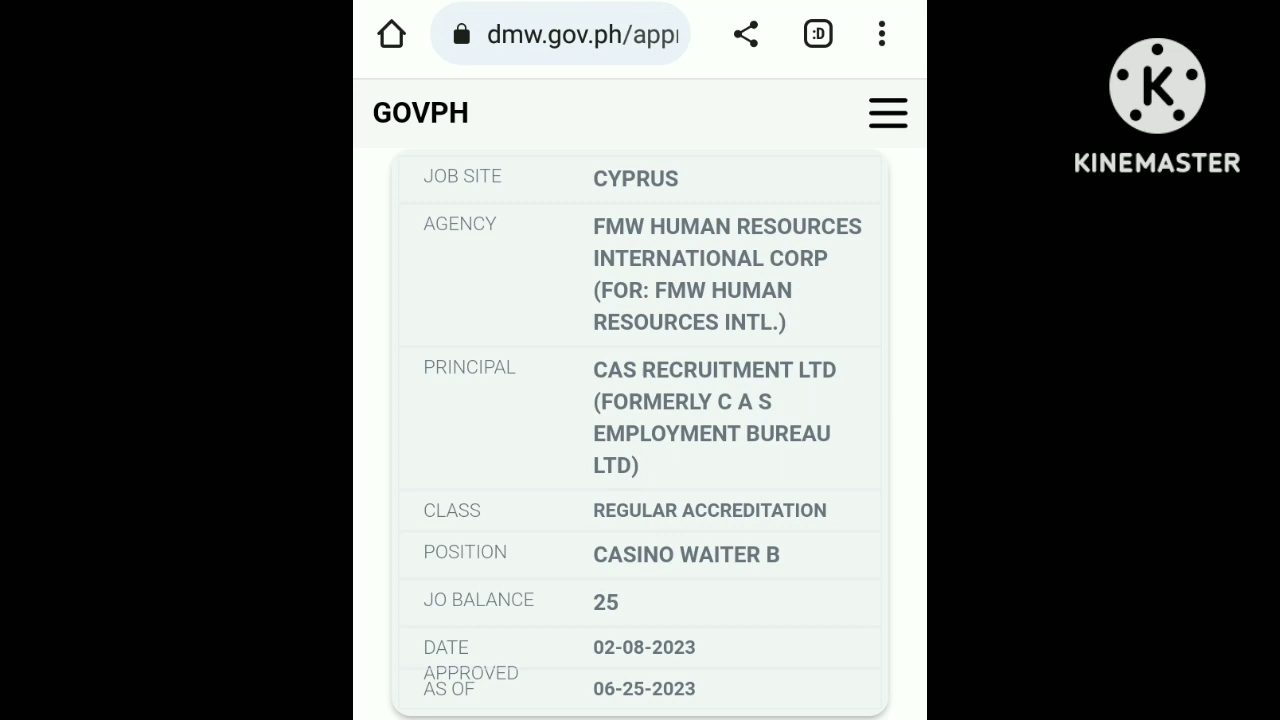 dmw.gov.ph/appr
:D
K
KINEMASTER
GOVPH
JOB SITE CYPRUS
AGENCY FMW HUMAN RESOURCES
INTERNATIONAL CORP
(FOR: FMW HUMAN
RESOURCES INTL.)
PRINCIPAL CAS RECRUITMENT LTD
(FORMERLY C A S
EMPLOYMENT BUREAU
LTD)
CLASS REGULAR ACCREDITATION
POSITION CASINO WAITER B
JO BALANCE 25
DATE 02-08-2023
APPROVED
AS OF 06-25-2023